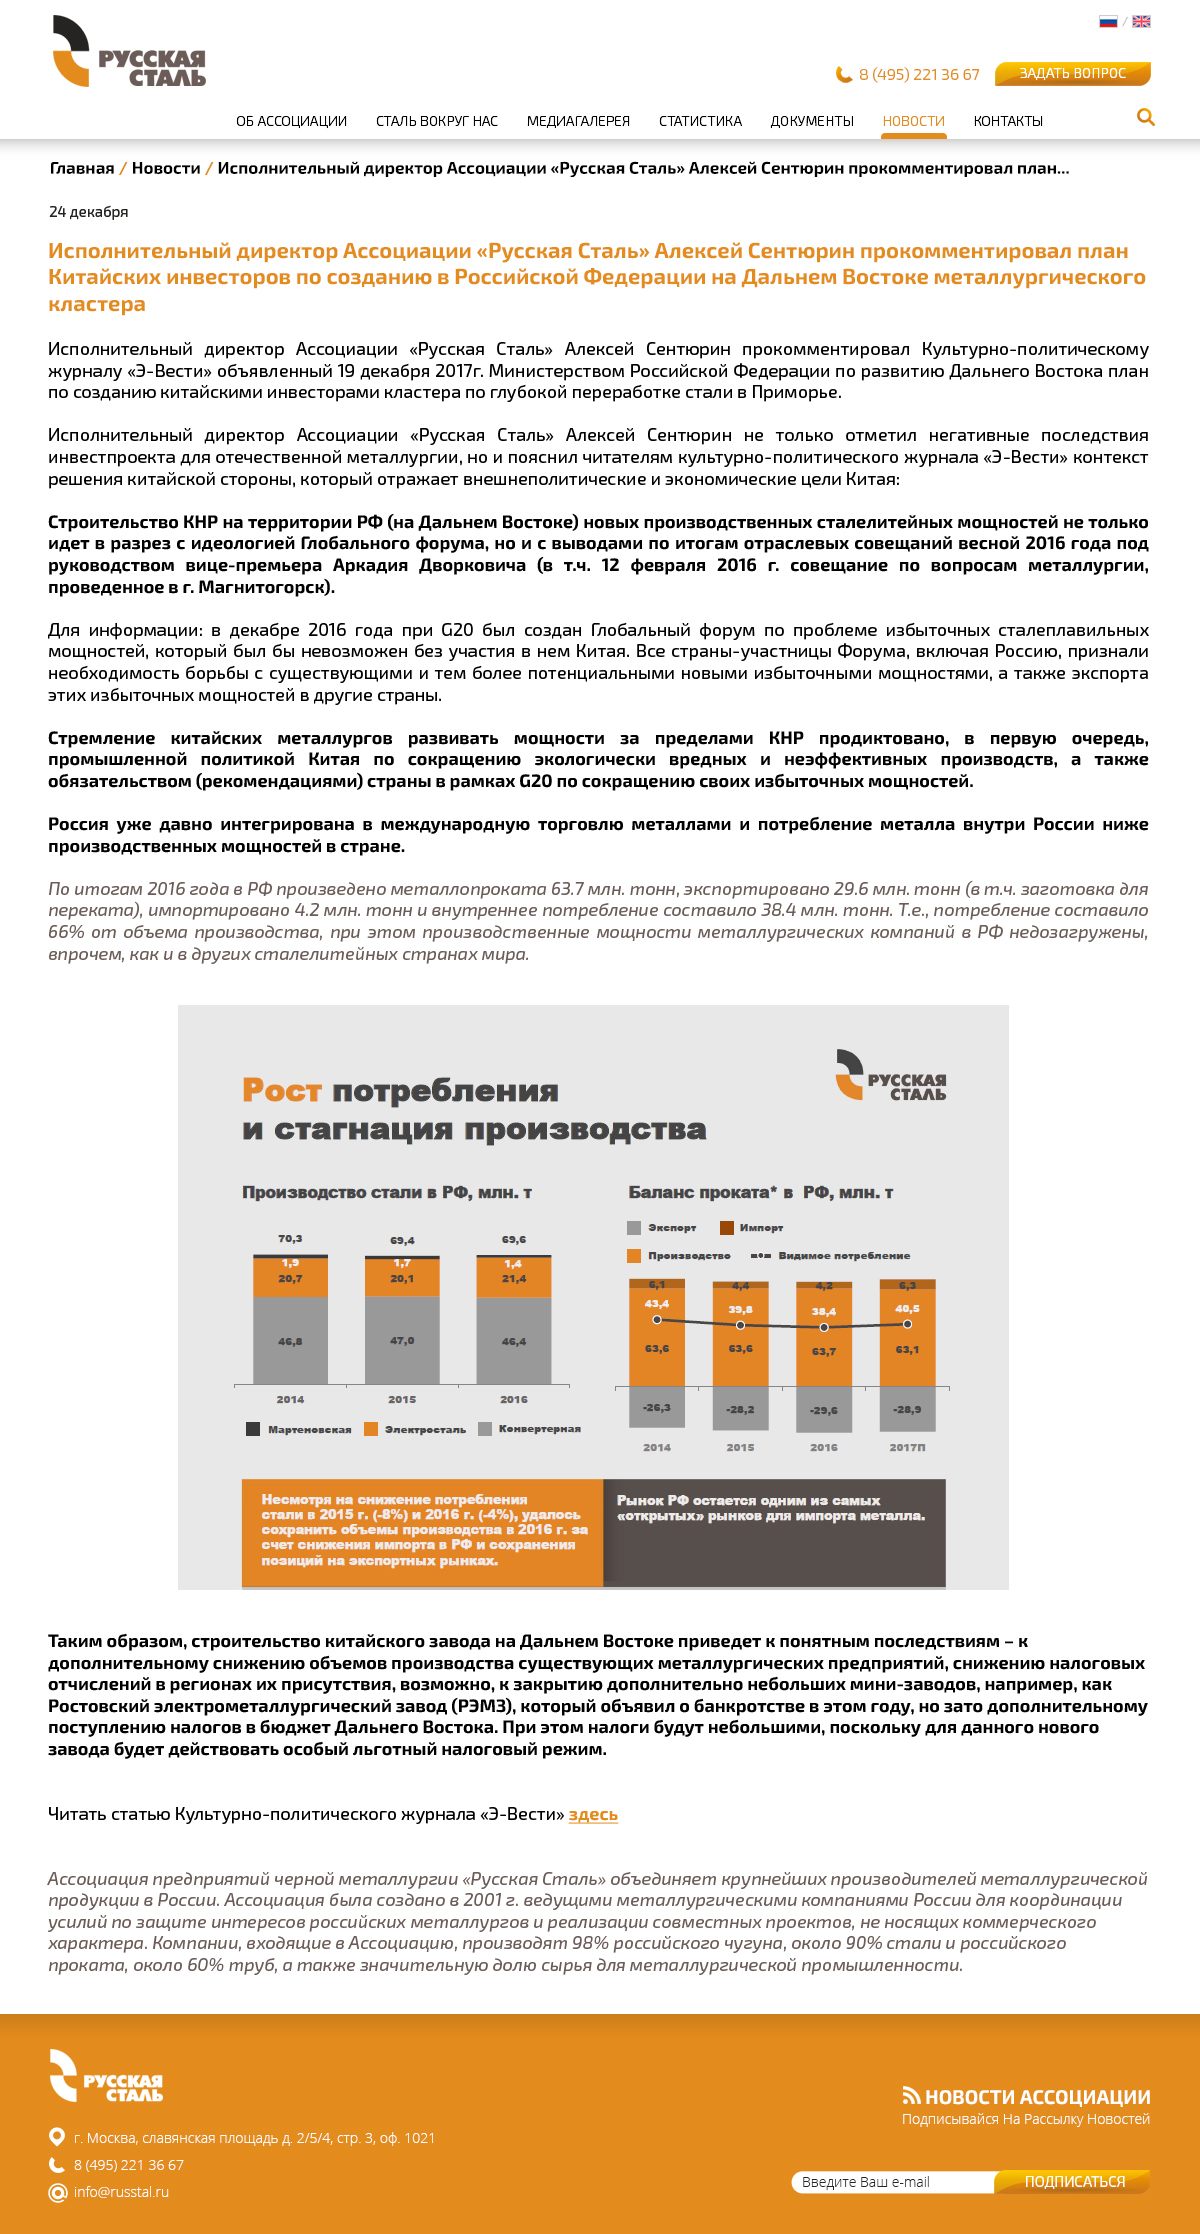 РУССКАЯ
СТАЛЬ
/
8 (495) 221 36 67
ЗАДАТЬ ВОПРОС
ОБ АССОЦИАЦИИ СТАЛЬ ВОКРУГ НАС МЕДИАГАЛЕРЕЯ СТАТИСТИКА ДОКУМЕНТЫ НОВОСТИ КОНТАКТЫ
Главная / Новости / Исполнительный директор Ассоциации «Русская Сталь» Алексей Сентюрин прокомментировал план...
24 декабря
Исполнительный директор Ассоциации «Русская Сталь» Алексей Сентюрин прокомментировал план
Китайских инвесторов по созданию в Российской Федерации на Дальнем Востоке металлургического
кластера
Исполнительный директор Ассоциации «Русская Сталь» Алексей Сентюрин прокомментировал Культурно-политическому
журналу «Э-Вести» объявленный 19 декабря 2017г. Министерством Российской Федерации по развитию Дальнего Востока план
по созданию китайскими инвесторами кластера по глубокой переработке стали в Приморье.
Исполнительный директор Ассоциации «Русская Сталь» Алексей Сентюрин не только отметил негативные последствия
инвестпроекта для отечественной металлургии, но и пояснил читателям культурно-политического журнала «Э-Вести» контекст
решения китайской стороны, который отражает внешнеполитические и экономические цели Китая:
Строительство КНР на территории РФ (на Дальнем Востоке) новых производственных сталелитейных мощностей не только
идет в разрез с идеологией Глобального форума, но и с выводами по итогам отраслевых совещаний весной 2016 года под
руководством вице-премьера Аркадия Дворковича (в т.ч. 12 февраля 2016 г. совещание по вопросам металлургии,
проведенное в г. Магнитогорск).
Для информации: в декабре 2016 года при G20 был создан Глобальный форум по проблеме избыточных сталеплавильных
мощностей, который был бы невозможен без участия в нем Китая. Все страны-участницы Форума, включая Россию, признали
необходимость борьбы с существующими и тем более потенциальными новыми избыточными мощностями, а также экспорта
этих избыточных мощностей в другие страны.
Стремление китайских металлургов развивать мощности за пределами КНР продиктовано, в первую очередь,
промышленной политикой Китая по сокращению экологически вредных и неэффективных производств, а также
обязательством (рекомендациями) страны в рамках G20 по сокращению своих избыточных мощностей.
Россия уже давно интегрирована в международную торговлю металлами и потребление металла внутри России ниже
производственных мощностей в стране.
По итогам 2016 года в РФ произведено металлопроката 63.7 млн. тонн, экспортировано 29.6 млн. тонн (в т.ч. заготовка для
переката), импортировано 4.2 млн. тонн и внутреннее потребление составило 38.4 млн. тонн. Т.е., потребление составило
66% от объема производства, при этом производственные мощности металлургических компаний в РФ недозагружены,
впрочем, как и в других сталелитейных странах мира.
РУССКАЯ
СТАЛЬ
Рост потребления
и стагнация производства
Производство стали в РФ, млн. т
70,3 69,4 69,6
1,9 1,7 1,4
20,7 20,1 21,4
46,8 47,0 46,4
2014 2015 2016
Мартеновская Электросталь Конвертерная
Баланс проката* в РФ, млн. т
Экспорт Импорт
Производство Видимое потребление
6,1 4,4 4,2 6,3
43,4 39,8 38,4 40,5
63,6 63,6 63,7 63,1
-26,3 -28,2 -29,6 -28,9
2014 2015 2016 2017П
Несмотря на снижение потребления
стали в 2015 г. (-8%) и 2016 г. (-4%), удалось
сохранить объемы производства в 2016 г. за
счет снижения импорта в РФ и сохранения
позиций на экспортных рынках.
Рынок РФ остается одним из самых
«открытых» рынков для импорта металла.
Таким образом, строительство китайского завода на Дальнем Востоке приведет к понятным последствиям – к
дополнительному снижению объемов производства существующих металлургических предприятий, снижению налоговых
отчислений в регионах их присутствия, возможно, к закрытию дополнительно небольших мини-заводов, например, как
Ростовский электрометаллургический завод (РЭМЗ), который объявил о банкротстве в этом году, но зато дополнительному
поступлению налогов в бюджет Дальнего Востока. При этом налоги будут небольшими, поскольку для данного нового
завода будет действовать особый льготный налоговый режим.
Читать статью Культурно-политического журнала «Э-Вести» здесь
Ассоциация предприятий черной металлургии «Русская Сталь» объединяет крупнейших производителей металлургической
продукции в России. Ассоциация была создано в 2001 г. ведущими металлургическими компаниями России для координации
усилий по защите интересов российских металлургов и реализации совместных проектов, не носящих коммерческого
характера. Компании, входящие в Ассоциацию, производят 98% российского чугуна, около 90% стали и российского
проката, около 60% труб, а также значительную долю сырья для металлургической промышленности.
РУССКАЯ
СТАЛЬ
г. Москва, славянская площадь д. 2/5/4, стр. 3, оф. 1021
8 (495) 221 36 67
info@russtal.ru
НОВОСТИ АССОЦИАЦИИ
Подписывайся На Рассылку Новостей
Введите Ваш e-mail ПОДПИСАТЬСЯ